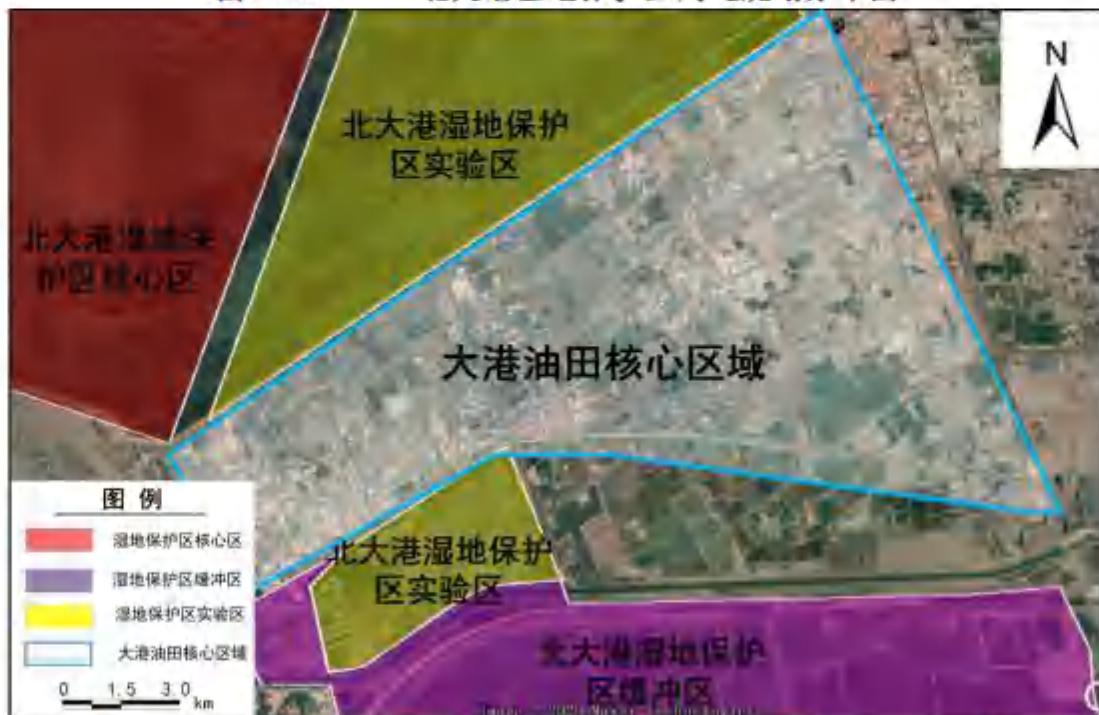 N
北大港湿地保护
区实验区
北大港湿地保
护区核心区
大港油田核心区域
图 例
湿地保护区核心区
湿地保护区缓冲区
湿地保护区实验区
大港油田核心区域
0 1.5 3.0
km
北大港湿地保护
区实验区
北大港湿地保护
区缓冲区